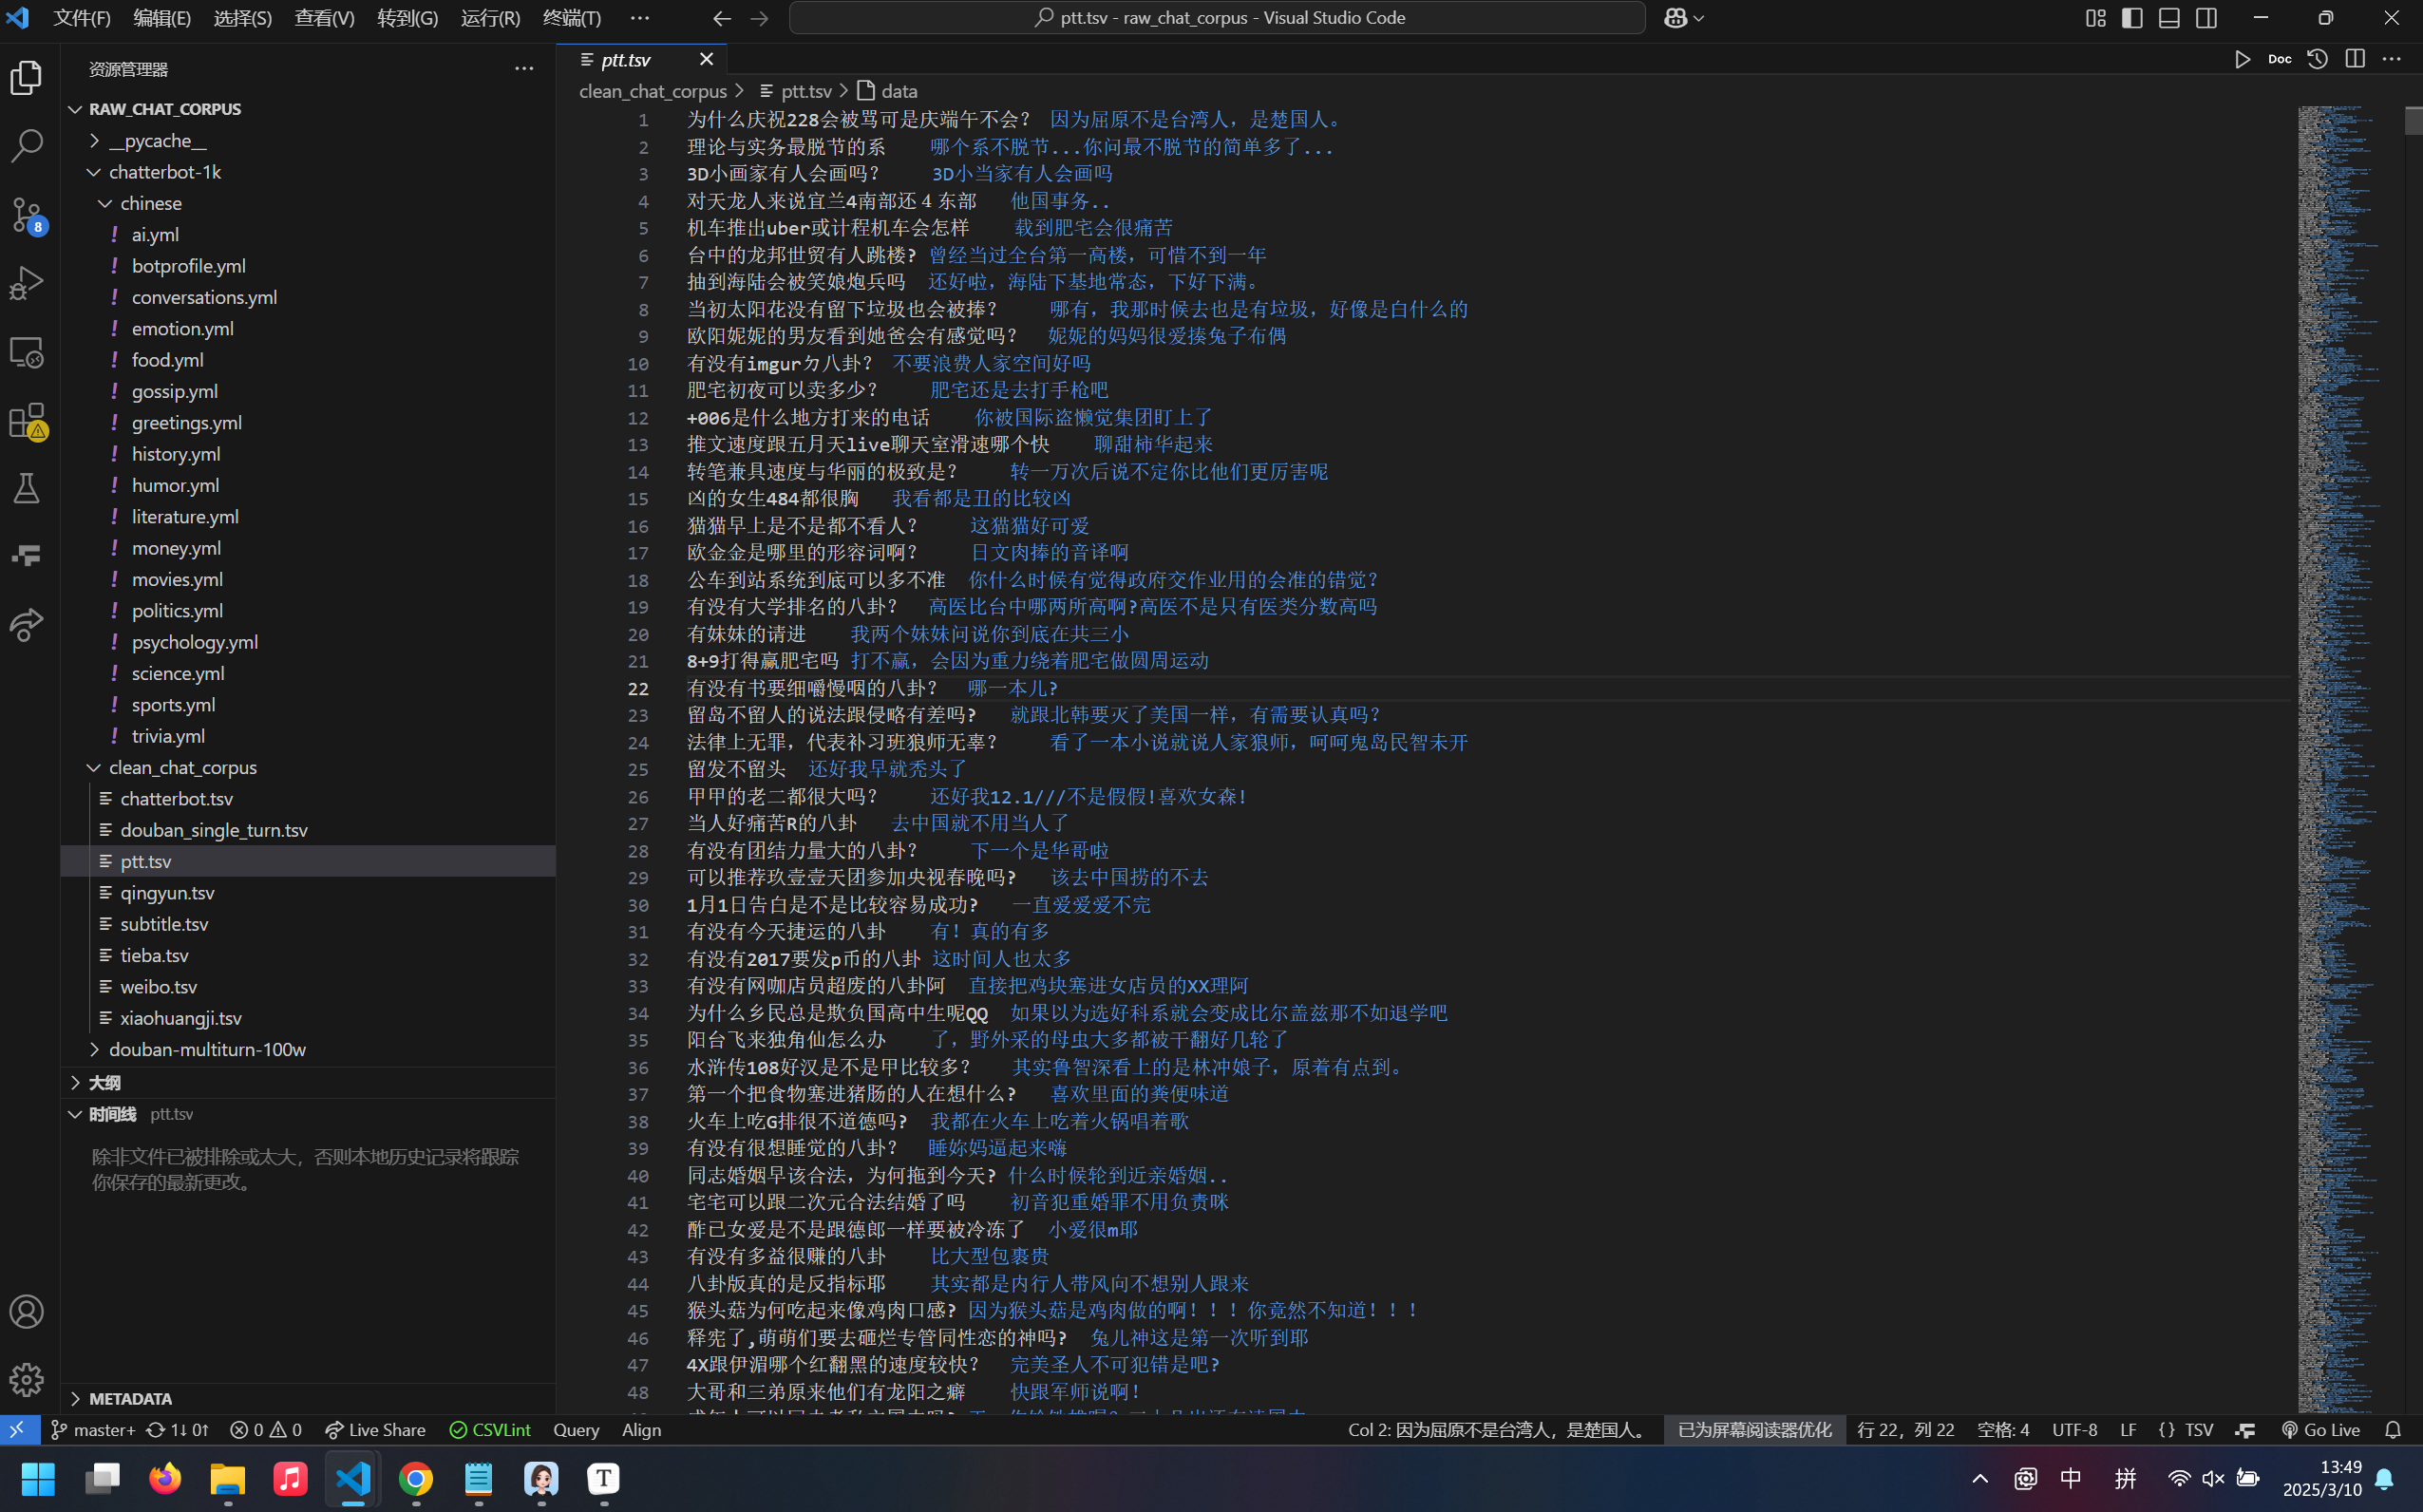 文件(F) 编辑(E) 选择(S) 查看(V) 转到(G) 运行(R) 终端(T) ···
ptt.tsv - raw_chat_corpus - Visual Studio Code
资源管理器
RAW_CHAT_CORPUS
__pycache__
chatterbot-1k
chinese
ai.yml
botprofile.yml
conversations.yml
emotion.yml
food.yml
gossip.yml
greetings.yml
history.yml
humor.yml
literature.yml
money.yml
movies.yml
politics.yml
psychology.yml
science.yml
sports.yml
trivia.yml
clean_chat_corpus
chatterbot.tsv
douban_single_turn.tsv
ptt.tsv
qingyun.tsv
subtitle.tsv
tieba.tsv
weibo.tsv
xiaohuangji.tsv
douban-multiturn-100w
大纲
时间线 ptt.tsv
除非文件已被排除或太大，否则本地历史记录将跟踪
你保存的最新更改。
METADATA
8
ptt.tsv
Doc
clean_chat_corpus > ptt.tsv > data
1 为什么庆祝228会被骂可是庆端午不会？ 因为屈原不是台湾人，是楚国人。
2 理论与实务最脱节的系 哪个系不脱节...你问最不脱节的简单多了...
3 3D小画家有人会画吗？ 3D小当家有人会画吗
4 对天龙人来说宜兰4南部还４东部 他国事务..
5 机车推出uber或计程机车会怎样 载到肥宅会很痛苦
6 台中的龙邦世贸有人跳楼? 曾经当过全台第一高楼，可惜不到一年
7 抽到海陆会被笑娘炮兵吗 还好啦，海陆下基地常态，下好下满。
8 当初太阳花没有留下垃圾也会被捧？ 哪有，我那时候去也是有垃圾，好像是白什么的
9 欧阳妮妮的男友看到她爸会有感觉吗？ 妮妮的妈妈很爱揍兔子布偶
10 有没有imgurㄉ八卦？ 不要浪费人家空间好吗
11 肥宅初夜可以卖多少？ 肥宅还是去打手枪吧
12 +006是什么地方打来的电话 你被国际盗懒觉集团盯上了
13 推文速度跟五月天live聊天室滑速哪个快 聊甜柿华起来
14 转笔兼具速度与华丽的极致是？ 转一万次后说不定你比他们更厉害呢
15 凶的女生484都很胸 我看都是丑的比较凶
16 猫猫早上是不是都不看人？ 这猫猫好可爱
17 欧金金是哪里的形容词啊？ 日文肉捧的音译啊
18 公车到站系统到底可以多不准 你什么时候有觉得政府交作业用的会准的错觉？
19 有没有大学排名的八卦？ 高医比台中哪两所高啊?高医不是只有医类分数高吗
20 有妹妹的请进 我两个妹妹问说你到底在共三小
21 8+9打得赢肥宅吗 打不赢，会因为重力绕着肥宅做圆周运动
22 有没有书要细嚼慢咽的八卦？ 哪一本儿?
23 留岛不留人的说法跟侵略有差吗? 就跟北韩要灭了美国一样，有需要认真吗？
24 法律上无罪，代表补习班狼师无辜？ 看了一本小说就说人家狼师，呵呵鬼岛民智未开
25 留发不留头 还好我早就秃头了
26 甲甲的老二都很大吗？ 还好我12.1///不是假假!喜欢女森!
27 当人好痛苦R的八卦 去中国就不用当人了
28 有没有团结力量大的八卦？ 下一个是华哥啦
29 可以推荐玖壹壹天团参加央视春晚吗? 该去中国捞的不去
30 1月1日告白是不是比较容易成功? 一直爱爱爱不完
31 有没有今天捷运的八卦 有！真的有多
32 有没有2017要发p币的八卦 这时间人也太多
33 有没有网咖店员超废的八卦阿 直接把鸡块塞进女店员的XX理阿
34 为什么乡民总是欺负国高中生呢QQ 如果以为选好科系就会变成比尔盖兹那不如退学吧
35 阳台飞来独角仙怎么办 了，野外采的母虫大多都被干翻好几轮了
36 水浒传108好汉是不是甲比较多? 其实鲁智深看上的是林冲娘子，原着有点到。
37 第一个把食物塞进猪肠的人在想什么? 喜欢里面的粪便味道
38 火车上吃G排很不道德吗? 我都在火车上吃着火锅唱着歌
39 有没有很想睡觉的八卦？ 睡妳妈逼起来嗨
40 同志婚姻早该合法，为何拖到今天? 什么时候轮到近亲婚姻..
41 宅宅可以跟二次元合法结婚了吗 初音犯重婚罪不用负责咪
42 酢已女爱是不是跟德郎一样要被冷冻了 小爱很m耶
43 有没有多益很赚的八卦 比大型包裹贵
44 八卦版真的是反指标耶 其实都是内行人带风向不想别人跟来
45 猴头菇为何吃起来像鸡肉口感? 因为猴头菇是鸡肉做的啊！！！你竟然不知道！！！
46 释宪了,萌萌们要去砸烂专管同性恋的神吗? 兔儿神这是第一次听到耶
47 4X跟伊湄哪个红翻黑的速度较快？ 完美圣人不可犯错是吧?
48 大哥和三弟原来他们有龙阳之癖 快跟军师说啊！
master+ 1↓ 0↑ 0 0 Live Share CSVLint Query Align
Col 2: 因为屈原不是台湾人，是楚国人。 已为屏幕阅读器优化 行 22，列 22 空格: 4 UTF-8 LF {} TSV Go Live
中 拼 13:49
2025/3/10